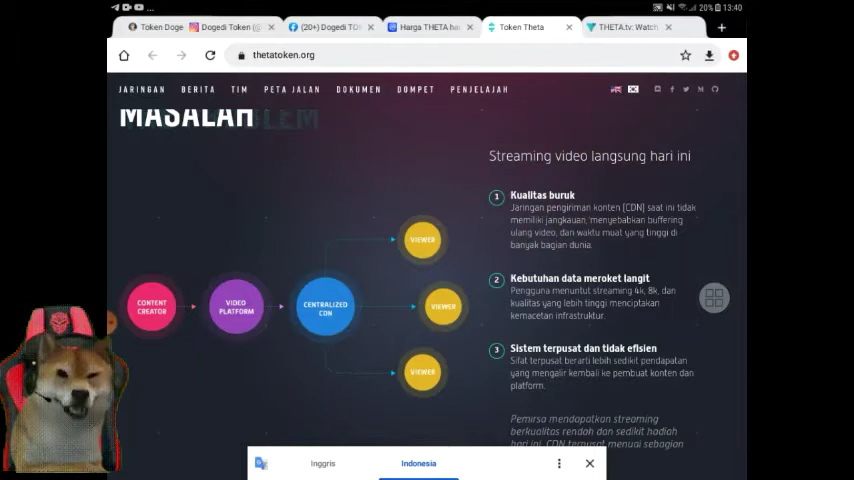 20% 13:40
Token Doge
Dogedi Token (@
(20+) Dogedi TO
Harga THETA har
Token Theta
THETA.tv: Watch
thetatoken.org
JARINGAN BERITA TIM PETA JALAN DOKUMEN DOMPET PENJELAJAH
MASALAH
Streaming video langsung hari ini
1 Kualitas buruk
Jaringan pengiriman konten [CDN] saat ini tidak
memiliki jangkauan, menyebabkan buffering
ulang video, dan waktu muat yang tinggi di
banyak bagian dunia.
2 Kebutuhan data meroket langit
Pengguna menuntut streaming 4k, 8k, dan
kualitas yang lebih tinggi menciptakan
kemacetan infrastruktur.
3 Sistem terpusat dan tidak efisien
Sifat terpusat berarti lebih sedikit pendapatan
yang mengalir kembali ke pembuat konten dan
platform.
Pemirsa mendapatkan streaming
berkualitas rendah dan sedikit hadiah
hari ini. CDN terpusat menuai sebagian
CONTENT
CREATOR
VIDEO
PLATFORM
CENTRALIZED
CDN
VIEWER
VIEWER
VIEWER
Inggris
Indonesia